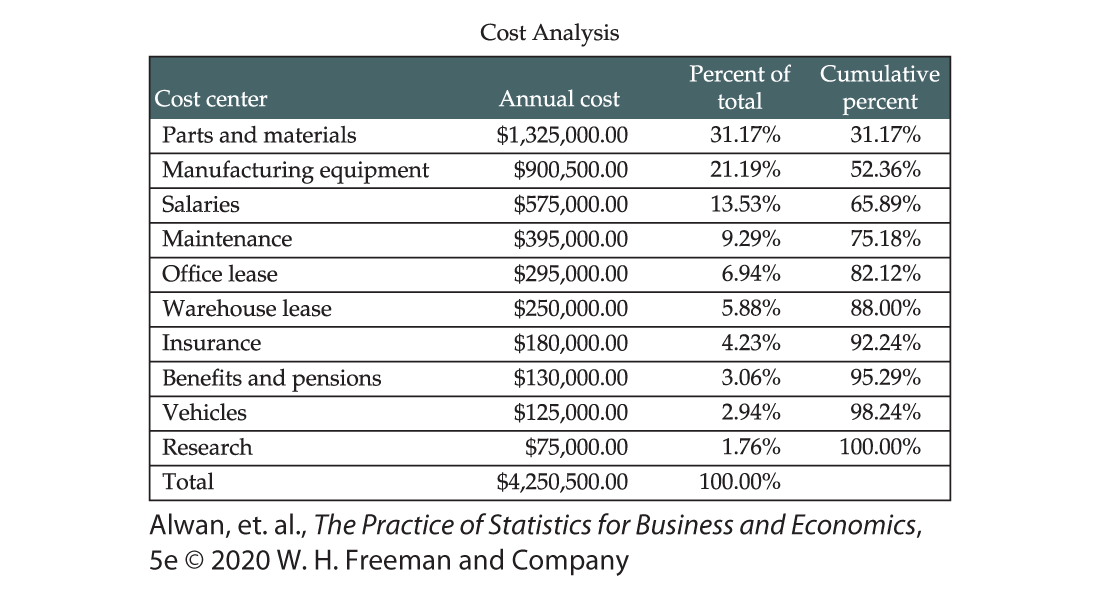 Cost Analysis
Cost center Annual cost Percent of total Cumulative percent
Parts and materials $1,325,000.00 31.17% 31.17%
Manufacturing equipment $900,500.00 21.19% 52.36%
Salaries $575,000.00 13.53% 65.89%
Maintenance $395,000.00 9.29% 75.18%
Office lease $295,000.00 6.94% 82.12%
Warehouse lease $250,000.00 5.88% 88.00%
Insurance $180,000.00 4.23% 92.24%
Benefits and pensions $130,000.00 3.06% 95.29%
Vehicles $125,000.00 2.94% 98.24%
Research $75,000.00 1.76% 100.00%
Total $4,250,500.00 100.00%
Alwan, et. al., The Practice of Statistics for Business and Economics,
5e © 2020 W. H. Freeman and Company